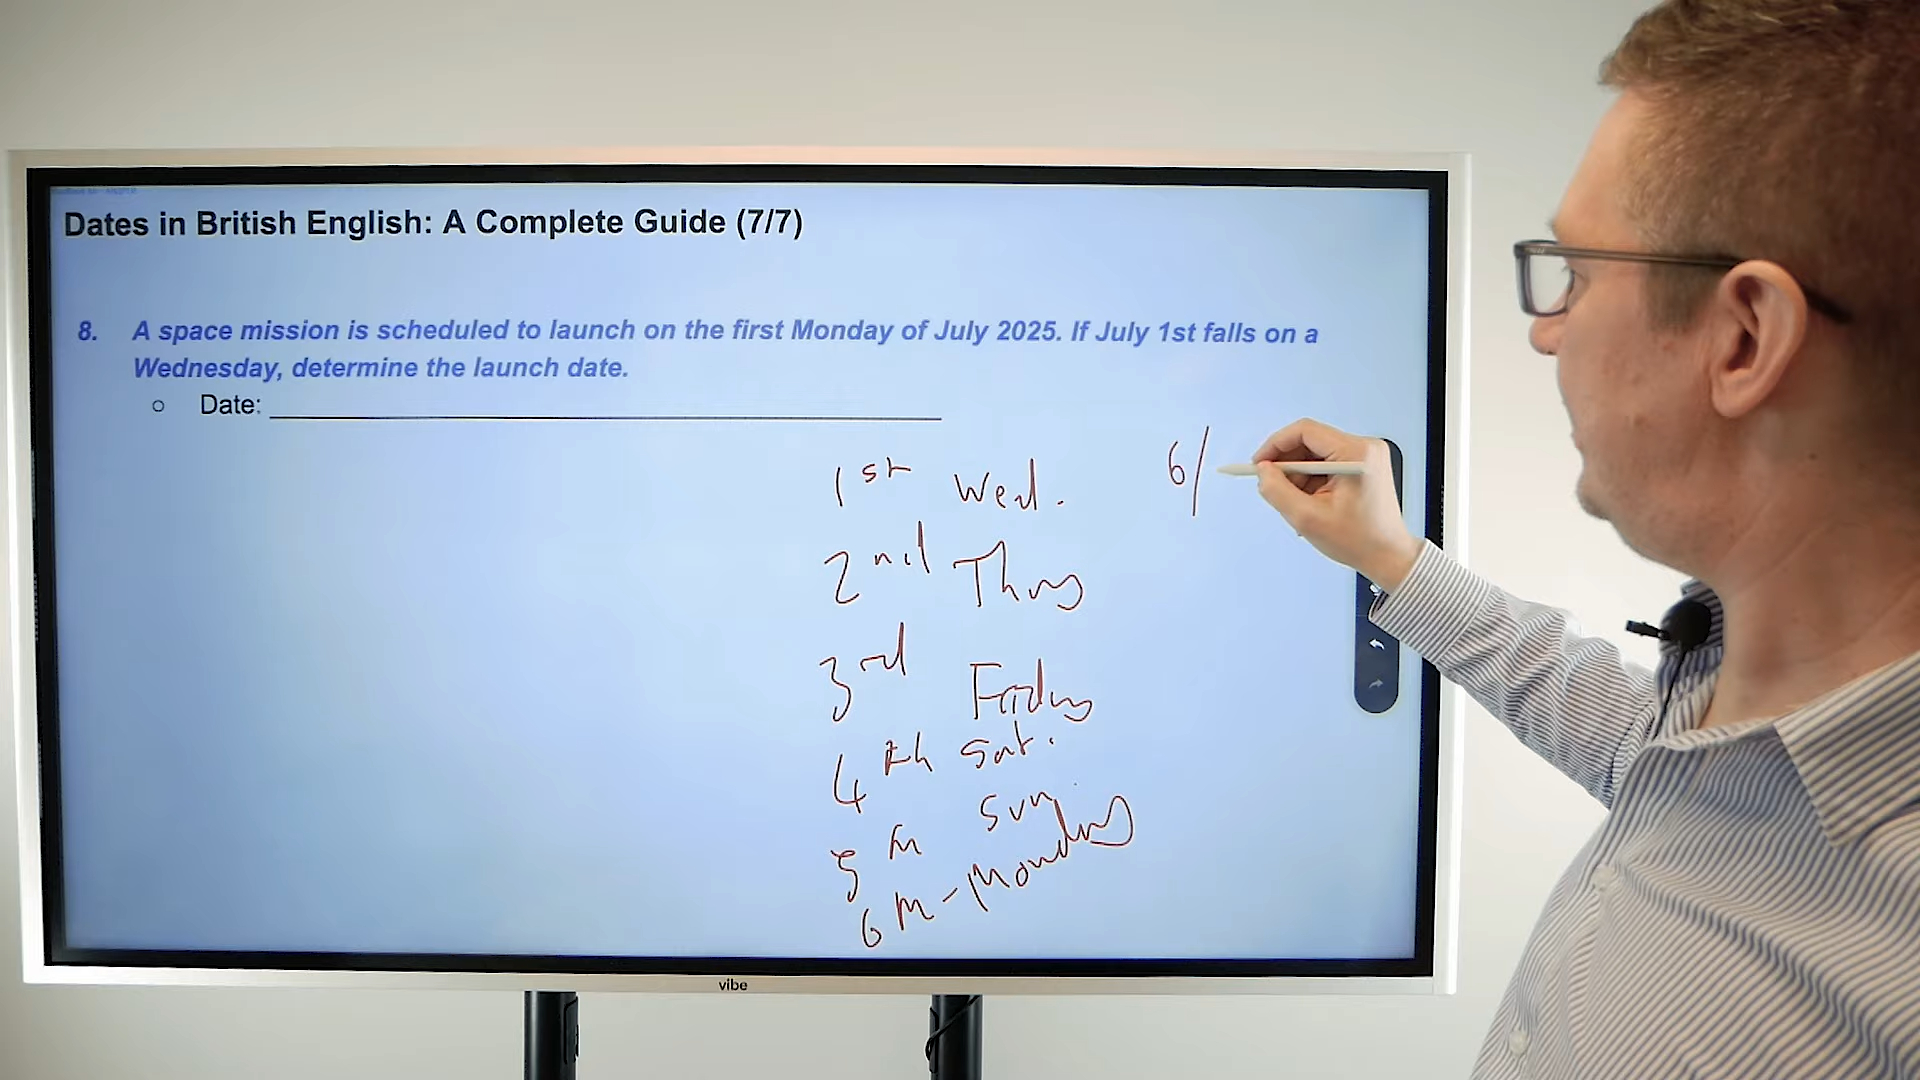 Dates in British English: A Complete Guide (7/7)
8. A space mission is scheduled to launch on the first Monday of July 2025. If July 1st falls on a
Wednesday, determine the launch date.
Date:
1st Wed.
2nd Thurs
3rd Friday
4th Sat.
5th Sun
6th - Monday
6/
vibe